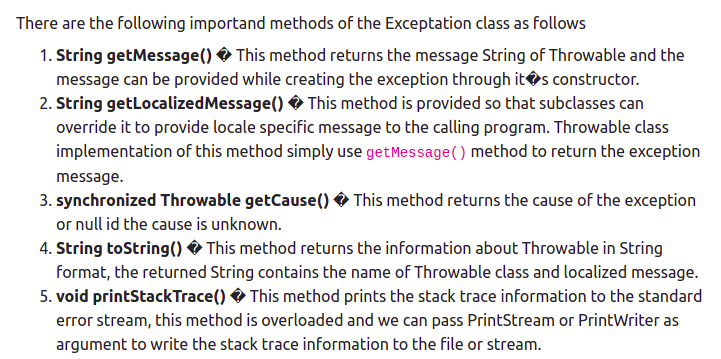 There are the following importand methods of the Exceptation class as follows
1. String getMessage() � This method returns the message String of Throwable and the
message can be provided while creating the exception through it�s constructor.
2. String getLocalizedMessage() � This method is provided so that subclasses can
override it to provide locale specific message to the calling program. Throwable class
implementation of this method simply use getMessage() method to return the exception
message.
3. synchronized Throwable getCause() � This method returns the cause of the exception
or null id the cause is unknown.
4. String toString() � This method returns the information about Throwable in String
format, the returned String contains the name of Throwable class and localized message.
5. void printStackTrace() � This method prints the stack trace information to the standard
error stream, this method is overloaded and we can pass PrintStream or PrintWriter as
argument to write the stack trace information to the file or stream.